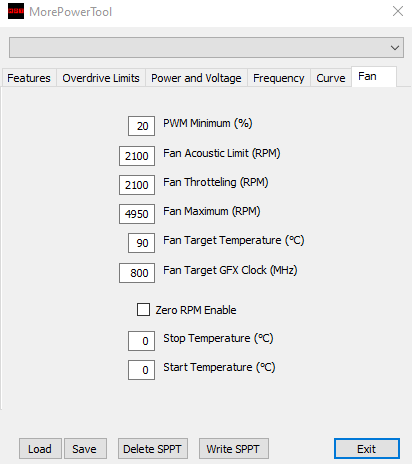 MorePowerTool
Features Overdrive Limits Power and Voltage Frequency Curve Fan
20 PWM Minimum (%)
2100 Fan Acoustic Limit (RPM)
2100 Fan Throtteling (RPM)
4950 Fan Maximum (RPM)
90 Fan Target Temperature (°C)
800 Fan Target GFX Clock (MHz)
Zero RPM Enable
0 Stop Temperature (°C)
0 Start Temperature (°C)
Load Save Delete SPPT Write SPPT Exit